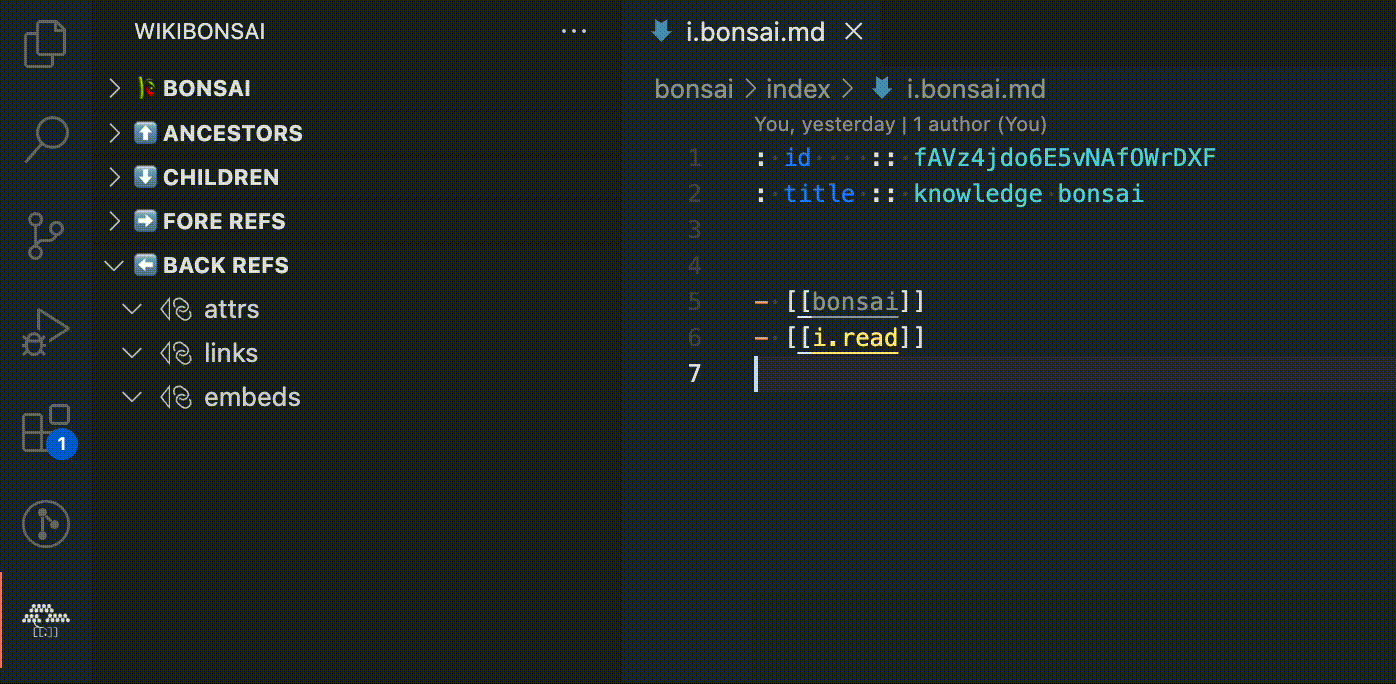 WIKIBONSAI
BONSAI
ANCESTORS
CHILDREN
FORE REFS
BACK REFS
attrs
links
embeds
1
i.bonsai.md
bonsai > index > i.bonsai.md
You, yesterday | 1 author (You)
1 : id :: fAVz4jdo6E5vNAfOWrDXF
2 : title :: knowledge bonsai
3
4
5 - [[bonsai]]
6 - [[i.read]]
7